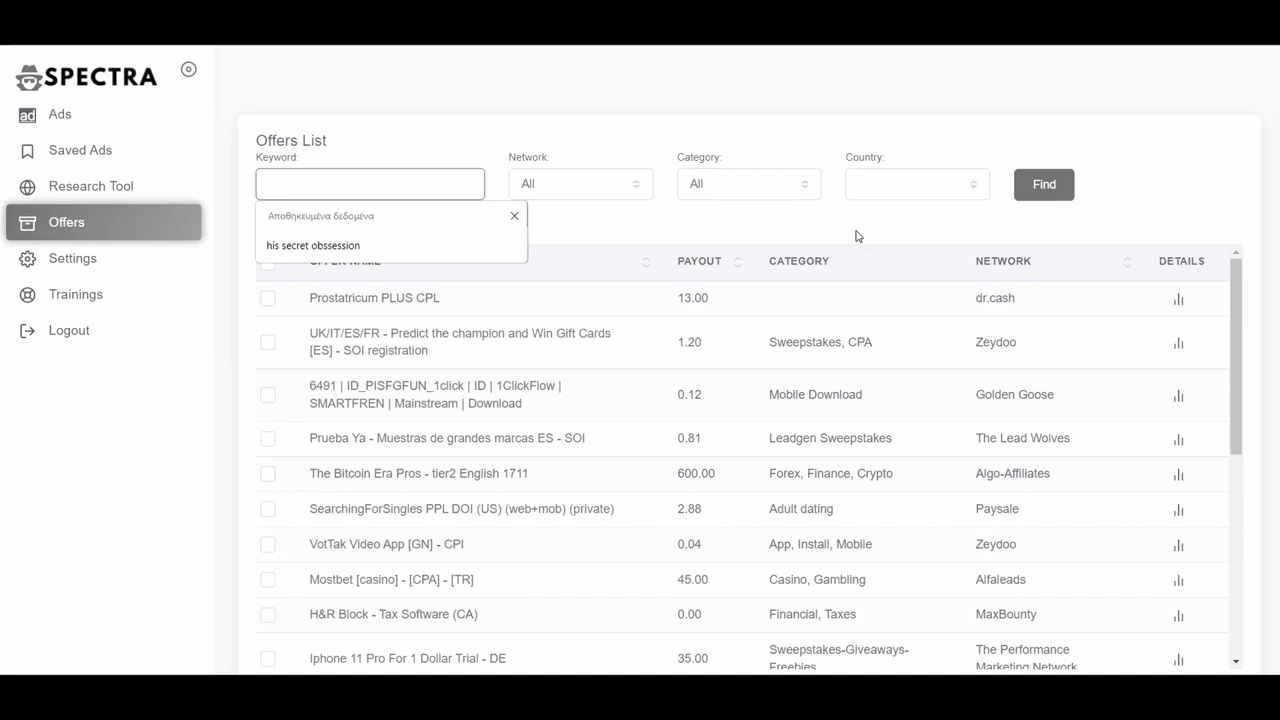 SPECTRA
Ads
Saved Ads
Research Tool
Offers
Settings
Trainings
Logout
Offers List
Keyword:
Network:
Category:
Country:
All
All
Find
Αποθηκευμένα δεδομένα
his secret obssession
OFFER NAME
PAYOUT
CATEGORY
NETWORK
DETAILS
Prostatricum PLUS CPL
13.00
dr.cash
UK/IT/ES/FR - Predict the champion and Win Gift Cards
[ES] - SOI registration
1.20
Sweepstakes, CPA
Zeydoo
6491 | ID_PISFGFUN_1click | ID | 1ClickFlow |
SMARTFREN | Mainstream | Download
0.12
Mobile Download
Golden Goose
Prueba Ya - Muestras de grandes marcas ES - SOI
0.81
Leadgen Sweepstakes
The Lead Wolves
The Bitcoin Era Pros - tier2 English 1711
600.00
Forex, Finance, Crypto
Algo-Affiliates
SearchingForSingles PPL DOI (US) (web+mob) (private)
2.88
Adult dating
Paysale
VotTak Video App [GN] - CPI
0.04
App, Install, Mobile
Zeydoo
Mostbet [casino] - [CPA] - [TR]
45.00
Casino, Gambling
Alfaleads
H&R Block - Tax Software (CA)
0.00
Financial, Taxes
MaxBounty
Iphone 11 Pro For 1 Dollar Trial - DE
35.00
Sweepstakes-Giveaways-
Freebies
The Performance
Marketing Network